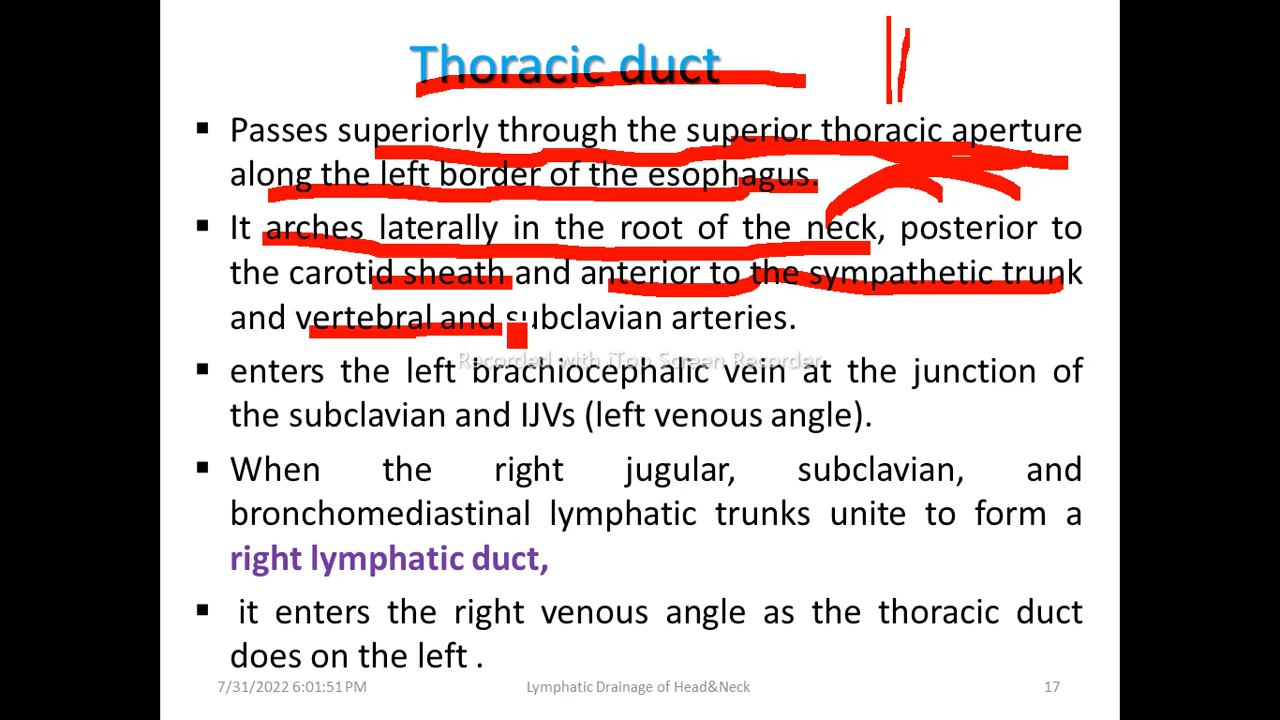 Thoracic duct
▪ Passes superiorly through the superior thoracic aperture
along the left border of the esophagus.
▪ It arches laterally in the root of the neck, posterior to
the carotid sheath and anterior to the sympathetic trunk
and vertebral and subclavian arteries.
Recorded with iTop Screen Recorder
▪ enters the left brachiocephalic vein at the junction of
the subclavian and IJVs (left venous angle).
▪ When the right jugular, subclavian, and
bronchomediastinal lymphatic trunks unite to form a
right lymphatic duct,
▪ it enters the right venous angle as the thoracic duct
does on the left .
7/31/2022 6:01:51 PM Lymphatic Drainage of Head&Neck 17